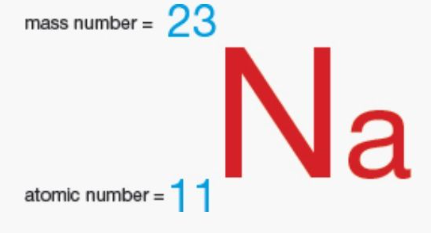 mass number = 23
Na
atomic number = 11